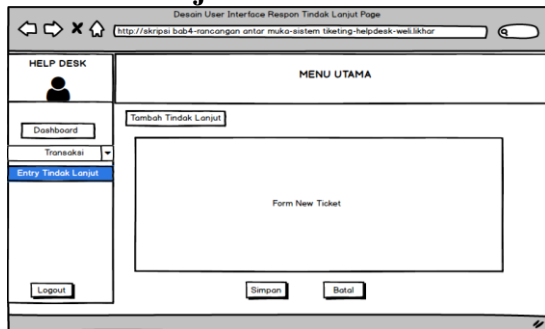 Desain User Interface Respon Tindak Lanjut Page
http://skripsi bab4-rancangan antar muka-sistem tiketing-helpdesk-weli.likhar
HELP DESK
MENU UTAMA
Dashboard
Transaksi
Entry Tindak Lanjut
Logout
Tambah Tindak Lanjut
Form New Ticket
Simpan
Batal